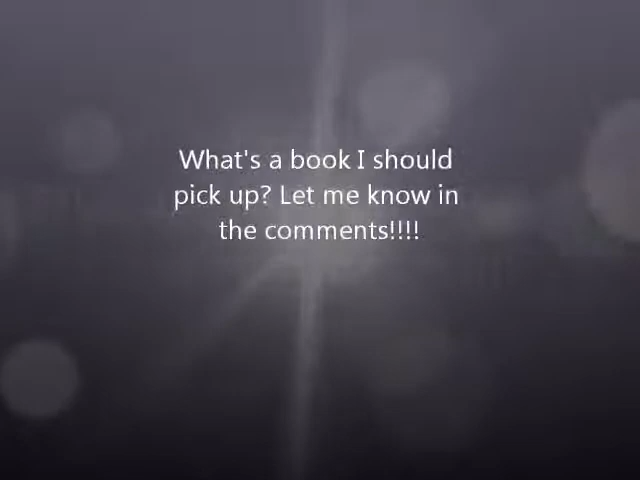 What's a book I should
pick up? Let me know in
the comments!!!!